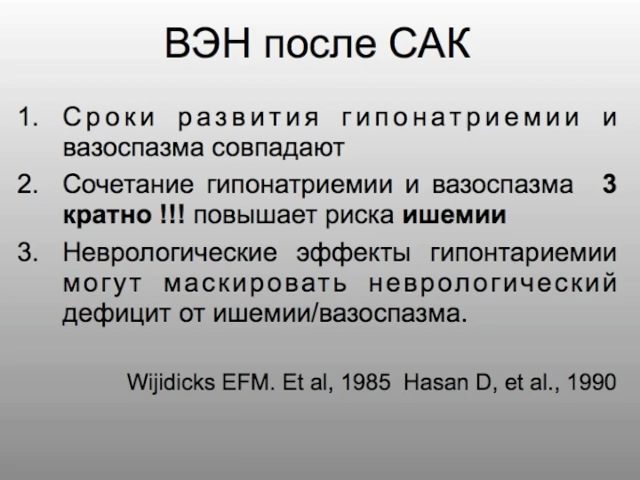 ВЭН после САК
1. Сроки развития гипонатриемии и
вазоспазма совпадают
2. Сочетание гипонатриемии и вазоспазма 3
кратно !!! повышает риска ишемии
3. Неврологические эффекты гипонтариемии
могут маскировать неврологический
дефицит от ишемии/вазоспазма.
Wijidicks EFM. Et al, 1985 Hasan D, et al., 1990